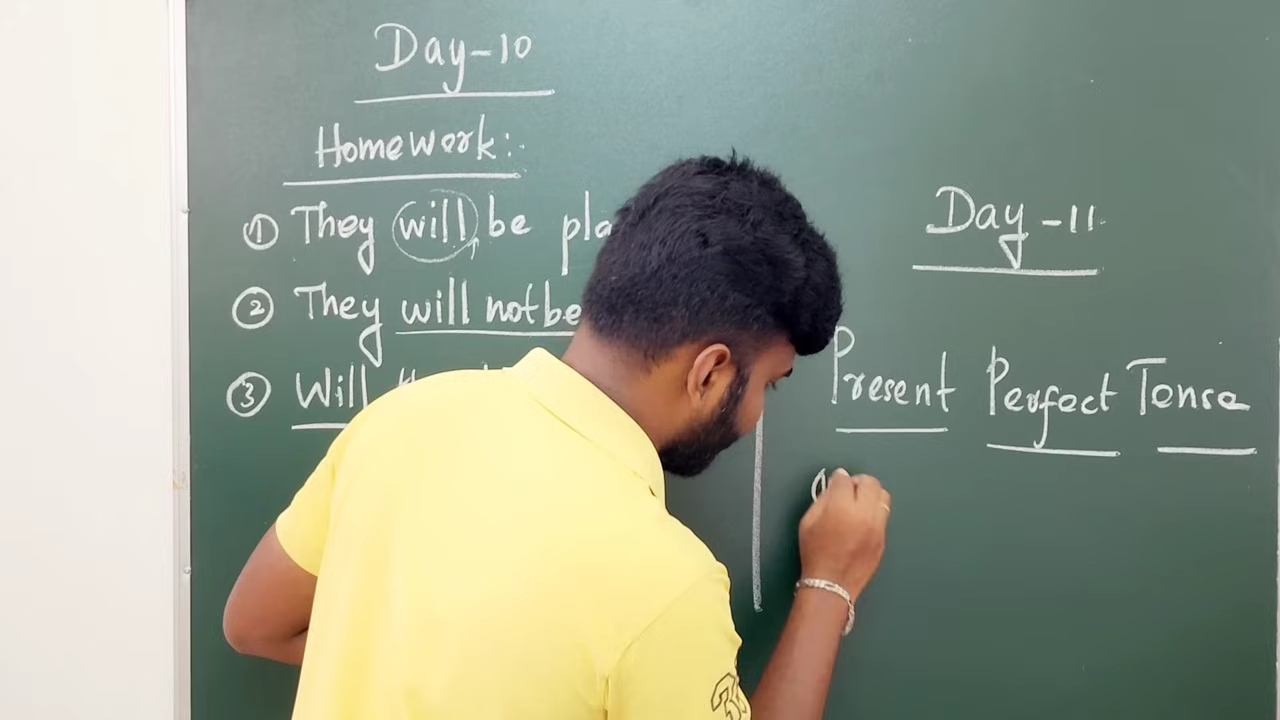 Day-10
Homework:
① They will be
② They will not be
③ Will
Day-11
Present Perfect Tense